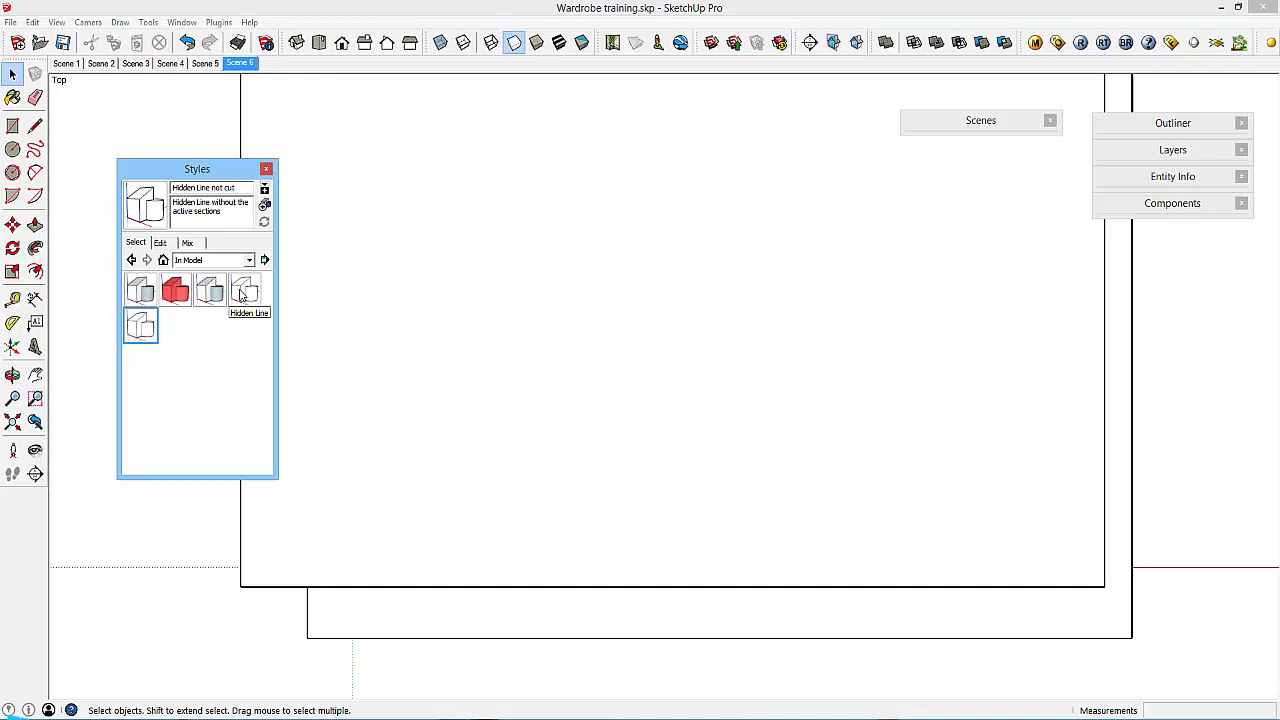 Wardrobe training.skp - SketchUp Pro
File Edit View Camera Draw Tools Window Plugins Help
M O R RT BR ?
Scene 1 Scene 2 Scene 3 Scene 4 Scene 5 Scene 6
Top
Scenes
Outliner
Layers
Entity Info
Components
Styles
Hidden Line not cut
Hidden Line without the
active sections
Select Edit Mix
In Model
Hidden Line
A1
Select objects. Shift to extend select. Drag mouse to select multiple.
Measurements